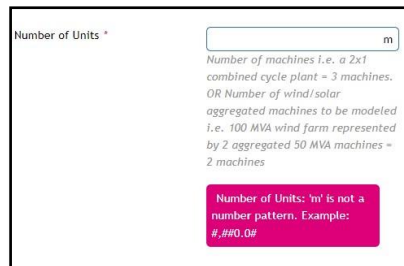 Number of Units *
m
Number of machines i.e. a 2x1
combined cycle plant = 3 machines.
OR Number of wind/solar
aggregated machines to be modeled
i.e. 100 MVA wind farm represented
by 2 aggregated 50 MVA machines =
2 machines
Number of Units: 'm' is not a
number pattern. Example:
#,##0.0#